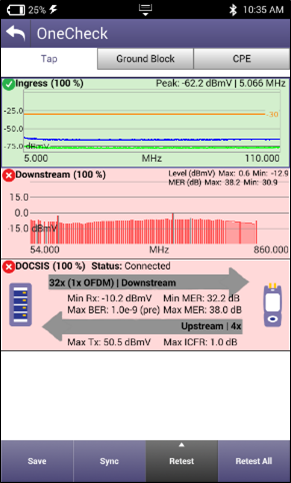 25% 10:35 AM
OneCheck
Tap Ground Block CPE
Ingress (100 %) Peak: -62.2 dBmV | 5.066 MHz
-30
-25.0
-50.0
-75.0 dBmV
5.000 MHz 110.000
Downstream (100 %) Level (dBmV) Max: 0.6 Min: -12.9
MER (dB) Max: 38.2 Min: 30.9
15.0
0.0
-15.0 dBmV
54.000 MHz 860.000
DOCSIS (100 %) Status: Connected
32x (1x OFDM) | Downstream
Min Rx: -10.2 dBmV Min MER: 32.2 dB
Max BER: 1.0e-9 (pre) Max MER: 38.0 dB
Upstream | 4x
Max Tx: 50.5 dBmV Max ICFR: 1.0 dB
Save Sync Retest Retest All